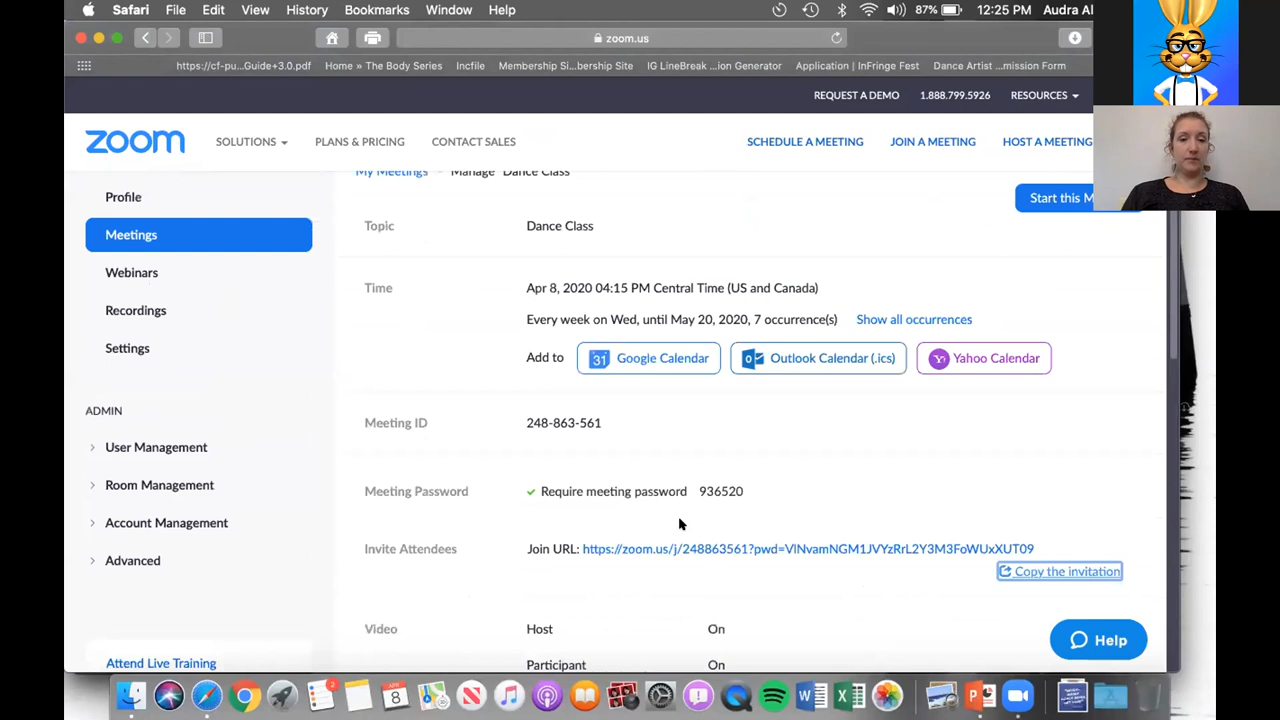 Safari File Edit View History Bookmarks Window Help 87% 12:25 PM Audra Al
zoom.us
https://cf-pu...Guide+3.0.pdf Home » The Body Series In... ...embership Si...bership Site IG LineBreak ...ion Generator Application | InFringe Fest Dance Artist ...mission Form
REQUEST A DEMO 1.888.799.5926 RESOURCES
zoom SOLUTIONS PLANS & PRICING CONTACT SALES SCHEDULE A MEETING JOIN A MEETING HOST A MEETING
My Meetings Manage "Dance Class"
Profile
Start this M
Topic Dance Class
Meetings
Webinars
Time Apr 8, 2020 04:15 PM Central Time (US and Canada)
Recordings
Every week on Wed, until May 20, 2020, 7 occurrence(s) Show all occurrences
Settings
Add to 31 Google Calendar Outlook Calendar (.ics) Yahoo Calendar
ADMIN
Meeting ID 248-863-561
User Management
Room Management
Meeting Password Require meeting password 936520
Account Management
Invite Attendees Join URL: https://zoom.us/j/248863561?pwd=VlNvamNGM1JVYzRrL2Y3M3FoWUxXUT09
Advanced
Copy the invitation
Video Host On
Help
Attend Live Training
Participant On
2 APR 8